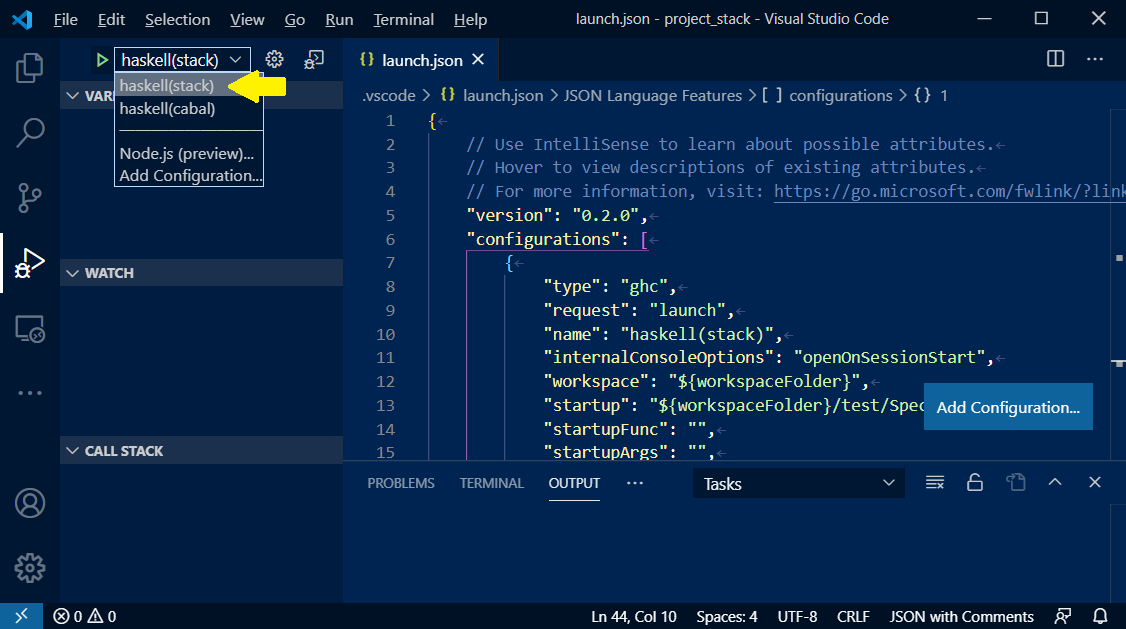 File Edit Selection View Go Run Terminal Help launch.json - project_stack - Visual Studio Code
haskell(stack)
haskell(stack)
haskell(cabal)
Node.js (preview)...
Add Configuration...
WATCH
CALL STACK
launch.json
.vscode > {} launch.json > JSON Language Features > [ ] configurations > {} 1
1 {
2 // Use IntelliSense to learn about possible attributes.
3 // Hover to view descriptions of existing attributes.
4 // For more information, visit: https://go.microsoft.com/fwlink/?link
5 "version": "0.2.0",
6 "configurations": [
7 {
8 "type": "ghc",
9 "request": "launch",
10 "name": "haskell(stack)",
11 "internalConsoleOptions": "openOnSessionStart",
12 "workspace": "${workspaceFolder}",
13 "startup": "${workspaceFolder}/test/Spec
14 "startupFunc": "",
15 "startupArgs": "",
Add Configuration...
PROBLEMS TERMINAL OUTPUT ··· Tasks
0 0 Ln 44, Col 10 Spaces: 4 UTF-8 CRLF JSON with Comments